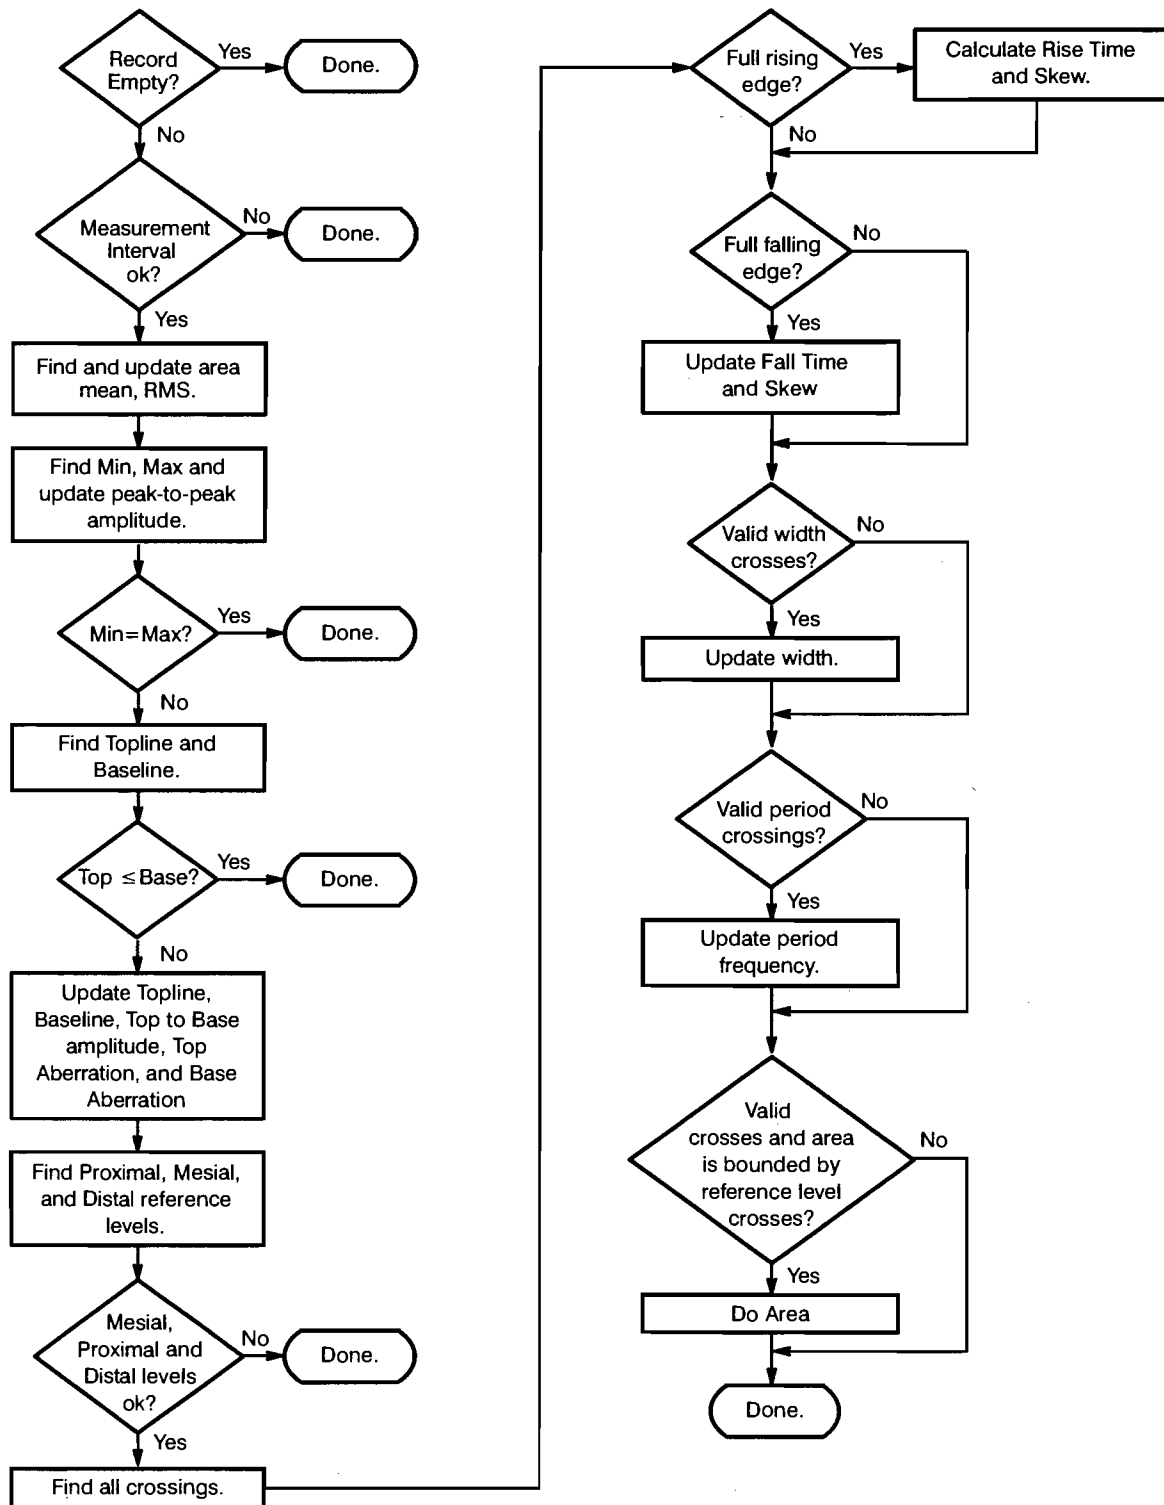 Record
Empty?
Yes
Done.
No
Measurement
Interval
ok?
No
Done.
Yes
Find and update area
mean, RMS.
Find Min, Max and
update peak-to-peak
amplitude.
Min=Max?
Yes
Done.
No
Find Topline and
Baseline.
Top ≤ Base?
Yes
Done.
No
Update Topline,
Baseline, Top to Base
amplitude, Top
Aberration, and Base
Aberration
Find Proximal, Mesial,
and Distal reference
levels.
Mesial,
Proximal and
Distal levels
ok?
No
Done.
Yes
Find all crossings.
Full rising
edge?
Yes
Calculate Rise Time
and Skew.
No
Full falling
edge?
No
Yes
Update Fall Time
and Skew
Valid width
crosses?
No
Yes
Update width.
Valid period
crossings?
No
Yes
Update period
frequency.
Valid
crosses and area
is bounded by
reference level
crosses?
No
Yes
Do Area
Done.